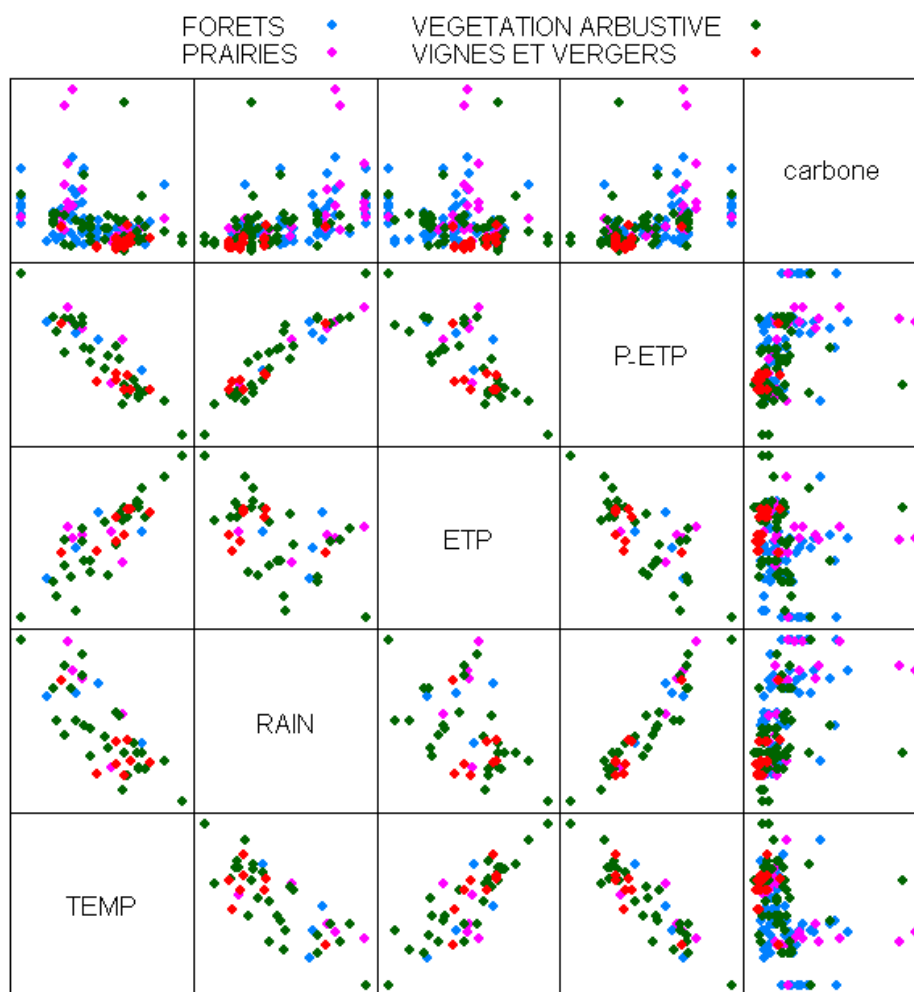 FORETS VEGETATION ARBUSTIVE
PRAIRIES VIGNES ET VERGERS
carbone
P-ETP
ETP
RAIN
TEMP